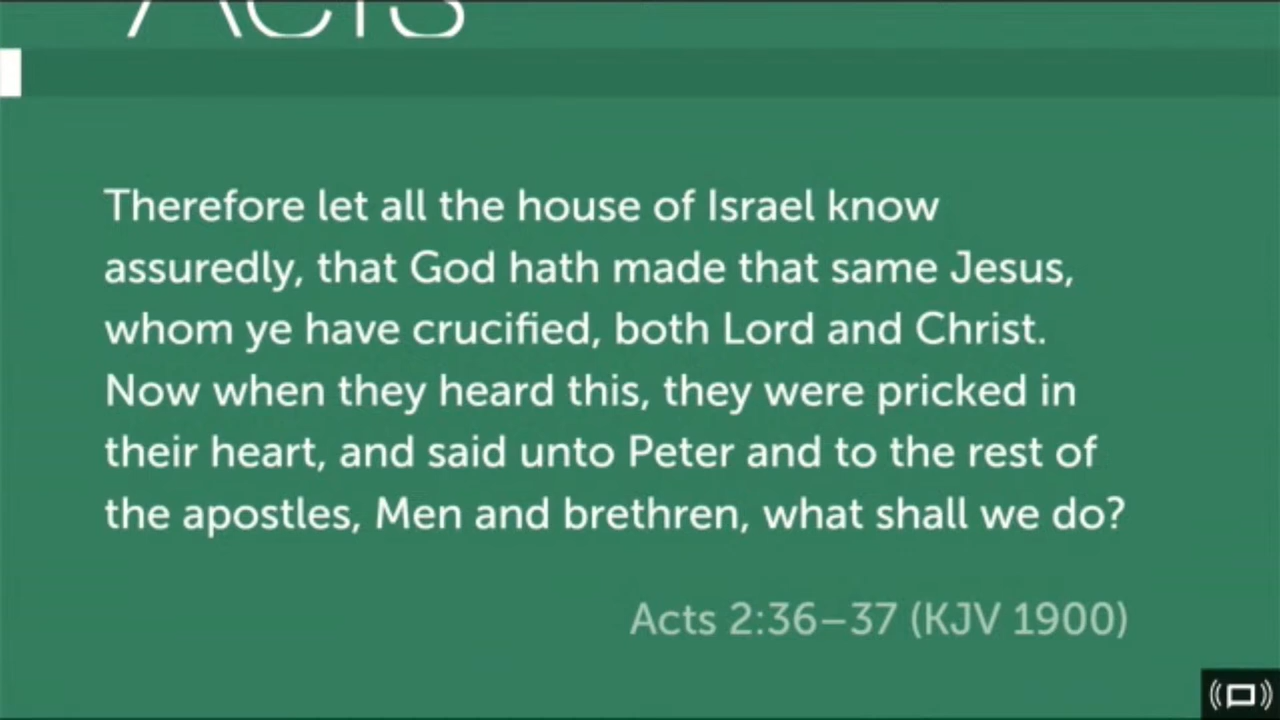 ACTS
Therefore let all the house of Israel know
assuredly, that God hath made that same Jesus,
whom ye have crucified, both Lord and Christ.
Now when they heard this, they were pricked in
their heart, and said unto Peter and to the rest of
the apostles, Men and brethren, what shall we do?
Acts 2:36–37 (KJV 1900)